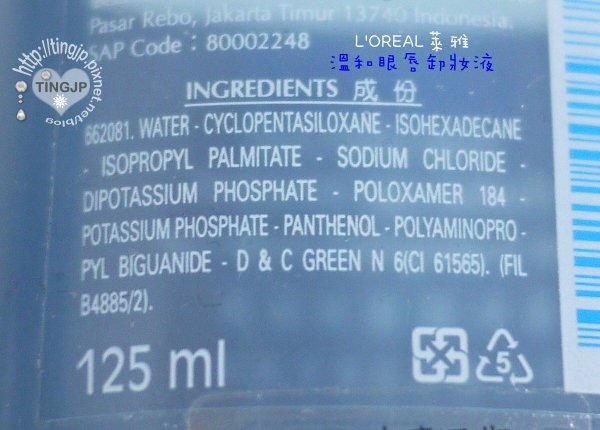 Pasar Rebo, Jakarta Timur 13740 Indonesia.
SAP Code : 80002248
L'OREAL 萊雅
溫和眼唇卸妝液
http://tingjp.pixnet.net/blog
TINGJP
INGREDIENTS 成份
662081. WATER - CYCLOPENTASILOXANE - ISOHEXADECANE
- ISOPROPYL PALMITATE - SODIUM CHLORIDE -
DIPOTASSIUM PHOSPHATE - POLOXAMER 184 -
POTASSIUM PHOSPHATE - PANTHENOL - POLYAMINOPRO-
PYL BIGUANIDE - D & C GREEN N 6(CI 61565). (FIL
B4885/2).
125 ml
5